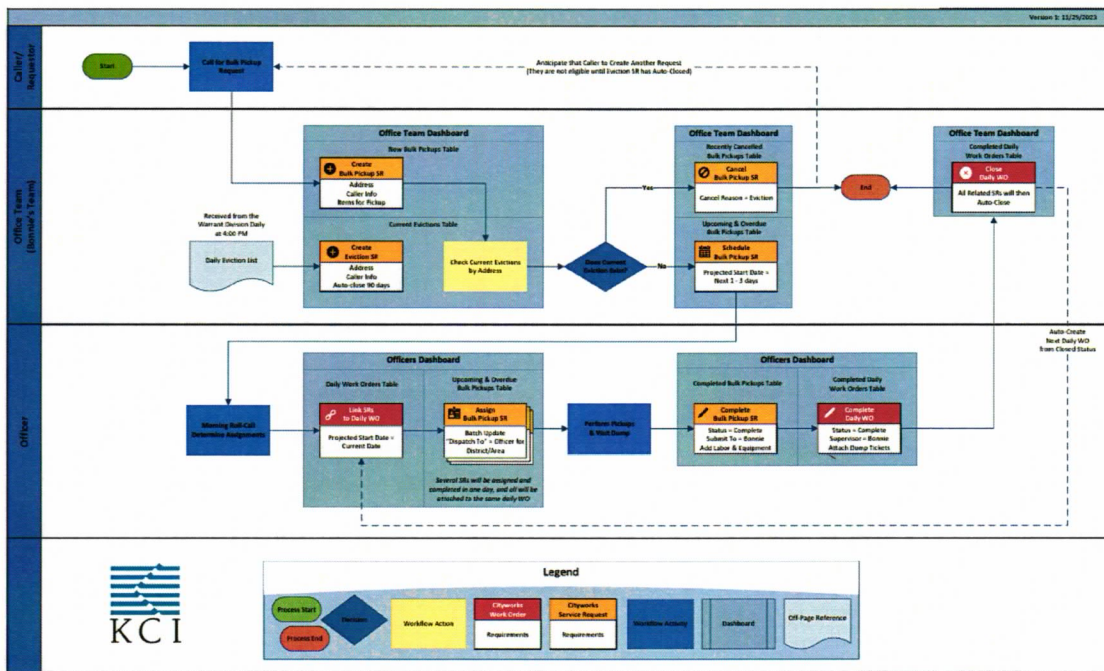 Version 1: 11/29/2023
Caller/
Requestor
Start
Call for Bulk Pickup
Request
Anticipate that Caller to Create Another Request
(They are not eligible until Eviction SR has Auto-Closed)
Office Team
(Bonnie's Team)
Office Team Dashboard
New Bulk Pickups Table
Create
Bulk Pickup SR
Address
Caller Info
Items for Pickup
Received from the
Warrant Division Daily
at 4:00 PM
Daily Eviction List
Current Evictions Table
Create
Eviction SR
Address
Caller Info
Auto-close 90 days
Check Current Evictions
by Address
Does Current
Eviction Exist?
Yes
No
Office Team Dashboard
Recently Cancelled
Bulk Pickups Table
Cancel
Bulk Pickup SR
Cancel Reason = Eviction
Upcoming & Overdue
Bulk Pickups Table
Schedule
Bulk Pickup SR
Projected Start Date =
Next 1 - 3 days
End
Office Team Dashboard
Completed Daily
Work Orders Table
Close
Daily WO
All Related SRs will then
Auto-Close
Auto-Create
Next Daily WO
from Closed Status
Officer
Morning Roll-Call
Determine Assignments
Officers Dashboard
Daily Work Orders Table
Link SRs
to Daily WO
Projected Start Date =
Current Date
Upcoming & Overdue
Bulk Pickups Table
Assign
Bulk Pickup SR
Batch Update
"Dispatch To" = Officer for
District/Area
Several SRs will be assigned and
completed in one day, and all will be
attached to the same daily WO
Perform Pickups
& Visit Dump
Officers Dashboard
Completed Bulk Pickups Table
Complete
Bulk Pickup SR
Status = Complete
Submit To = Bonnie
Add Labor & Equipment
Completed Daily
Work Orders Table
Complete
Daily WO
Status = Complete
Supervisor = Bonnie
Attach Dump Tickets
KCI
Legend
Process Start
Process End
Decision
Workflow Action
Cityworks
Work Order
Requirements
Cityworks
Service Request
Requirements
Workflow Activity
Dashboard
Off-Page Reference